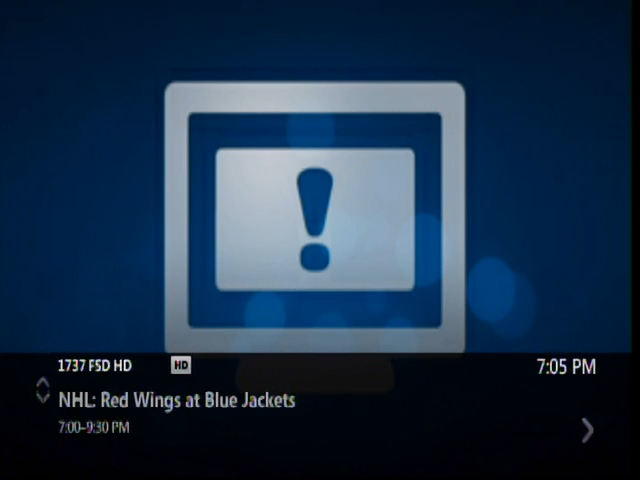 !
1737 FSD HD HD 7:05 PM
NHL: Red Wings at Blue Jackets
7:00-9:30 PM